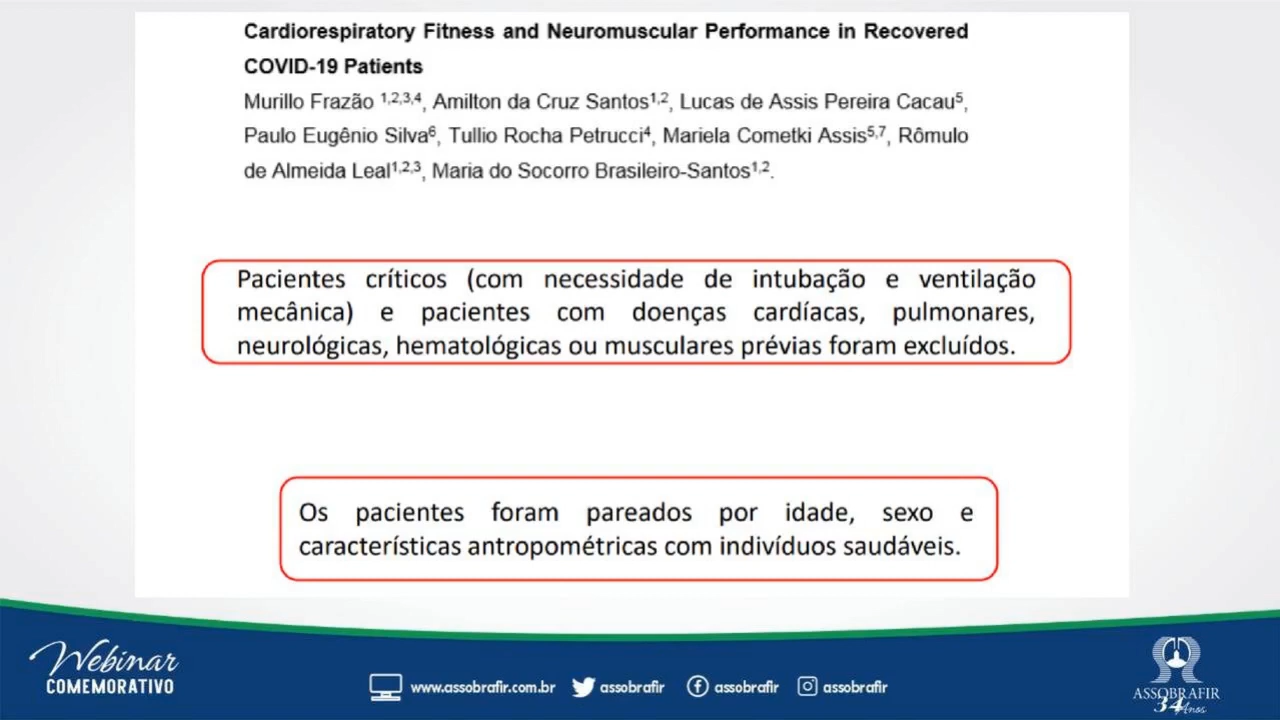 Cardiorespiratory Fitness and Neuromuscular Performance in Recovered
COVID-19 Patients
Murillo Frazão 1,2,3,4, Amilton da Cruz Santos1,2, Lucas de Assis Pereira Cacau5,
Paulo Eugênio Silva6, Tullio Rocha Petrucci4, Mariela Cometki Assis5,7, Rômulo
de Almeida Leal1,2,3, Maria do Socorro Brasileiro-Santos1,2.
Pacientes críticos (com necessidade de intubação e ventilação
mecânica) e pacientes com doenças cardíacas, pulmonares,
neurológicas, hematológicas ou musculares prévias foram excluídos.
Os pacientes foram pareados por idade, sexo e
características antropométricas com indivíduos saudáveis.
Webinar
COMEMORATIVO
www.assobrafir.com.br assobrafir assobrafir assobrafir
ASSOBRAFIR
34 Anos